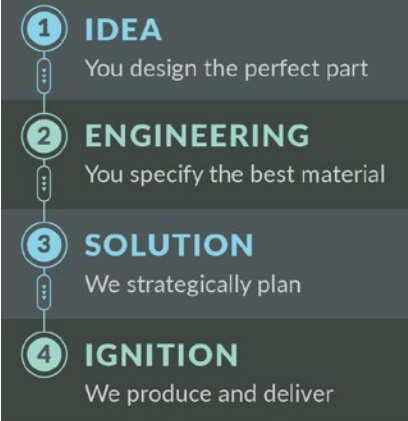 1 IDEA
You design the perfect part
2 ENGINEERING
You specify the best material
3 SOLUTION
We strategically plan
4 IGNITION
We produce and deliver